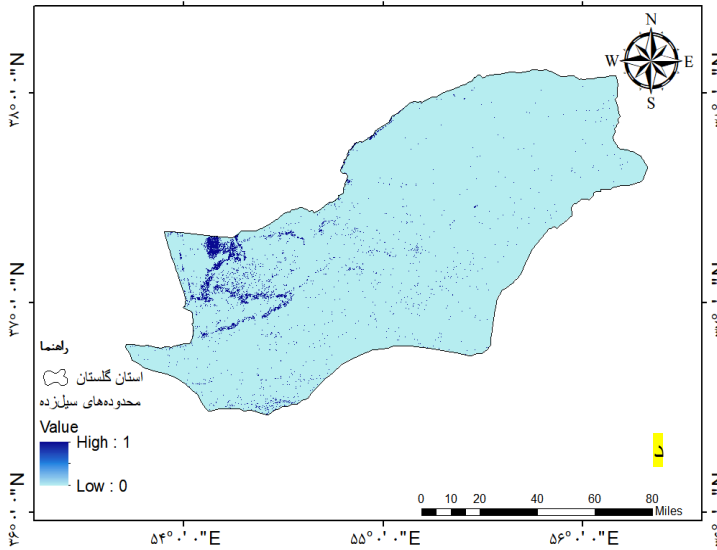 N
W E
S
۳۸°۰'۰"N
۳۷°۰'۰"N
۳۶°۰'۰"N
راهنما
استان گلستان
محدوده‌های سیل‌زده
Value
High : 1
Low : 0
0 10 20 40 60 80
Miles
۵۴°۰'۰"E ۵۵°۰'۰"E ۵۶°۰'۰"E